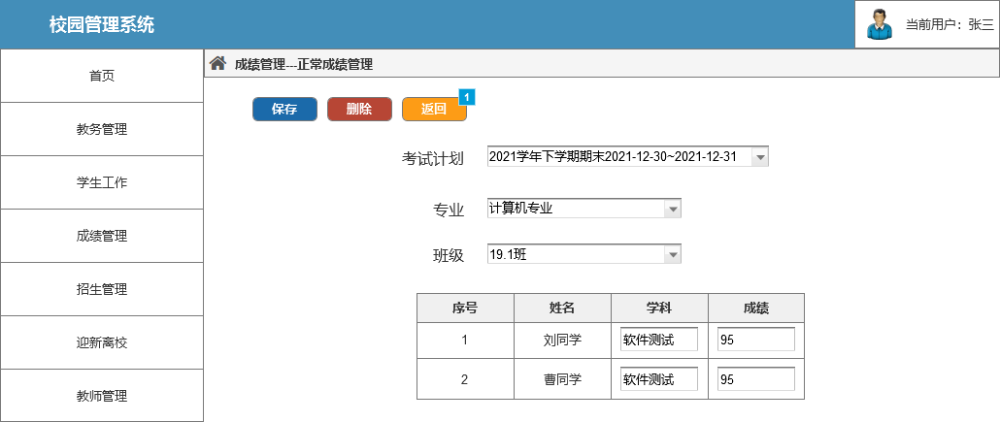 校园管理系统
当前用户：张三
首页
教务管理
学生工作
成绩管理
招生管理
迎新离校
教师管理
成绩管理---正常成绩管理
保存 删除 返回 1
考试计划 2021学年下学期期末2021-12-30~2021-12-31
专业 计算机专业
班级 19.1班
序号 姓名 学科 成绩
1 刘同学 软件测试 95
2 曹同学 软件测试 95